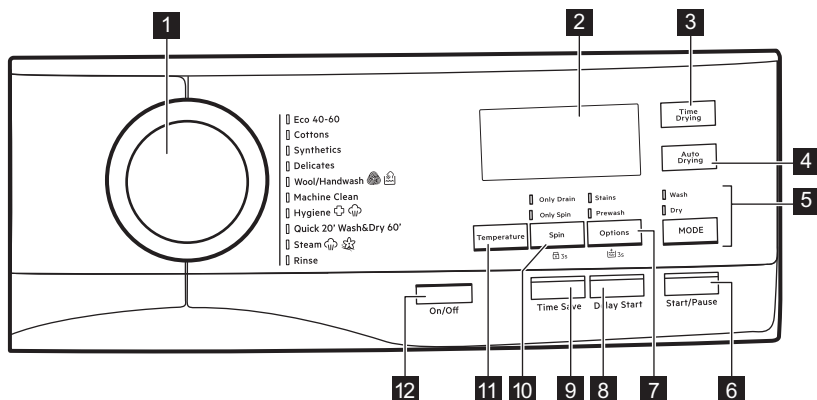 1
2
3
Time
Drying
Eco 40-60
Cottons
Synthetics
Delicates
Wool/Handwash
Machine Clean
Hygiene
Quick 20' Wash&Dry 60'
Steam
Rinse
Auto
Drying
4
Only Drain
Stains
Wash
Only Spin
Prewash
Dry
5
Temperature
Spin
Options
MODE
3s
3s
On/Off
Time Save
Delay Start
Start/Pause
12
11
10
9
8
7
6